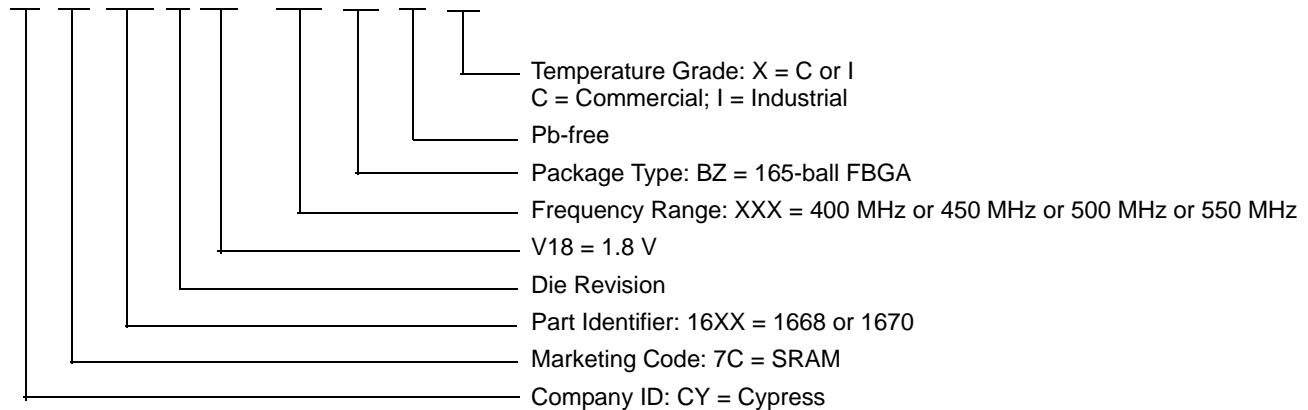 Temperature Grade: X = C or I
C = Commercial; I = Industrial
Pb-free
Package Type: BZ = 165-ball FBGA
Frequency Range: XXX = 400 MHz or 450 MHz or 500 MHz or 550 MHz
V18 = 1.8 V
Die Revision
Part Identifier: 16XX = 1668 or 1670
Marketing Code: 7C = SRAM
Company ID: CY = Cypress